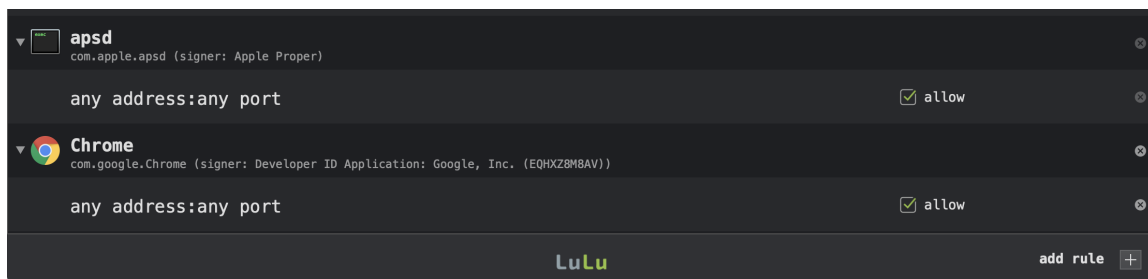 apsd
com.apple.apsd (signer: Apple Proper)
any address:any port
allow
Chrome
com.google.Chrome (signer: Developer ID Application: Google, Inc. (EQHXZ8M8AV))
any address:any port
allow
LuLu
add rule